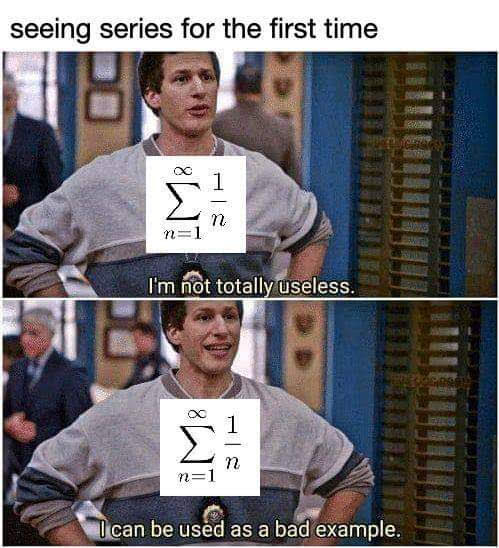 seeing series for the first time
∞
∑ 1/n
n=1
I'm not totally useless.
∞
∑ 1/n
n=1
I can be used as a bad example.